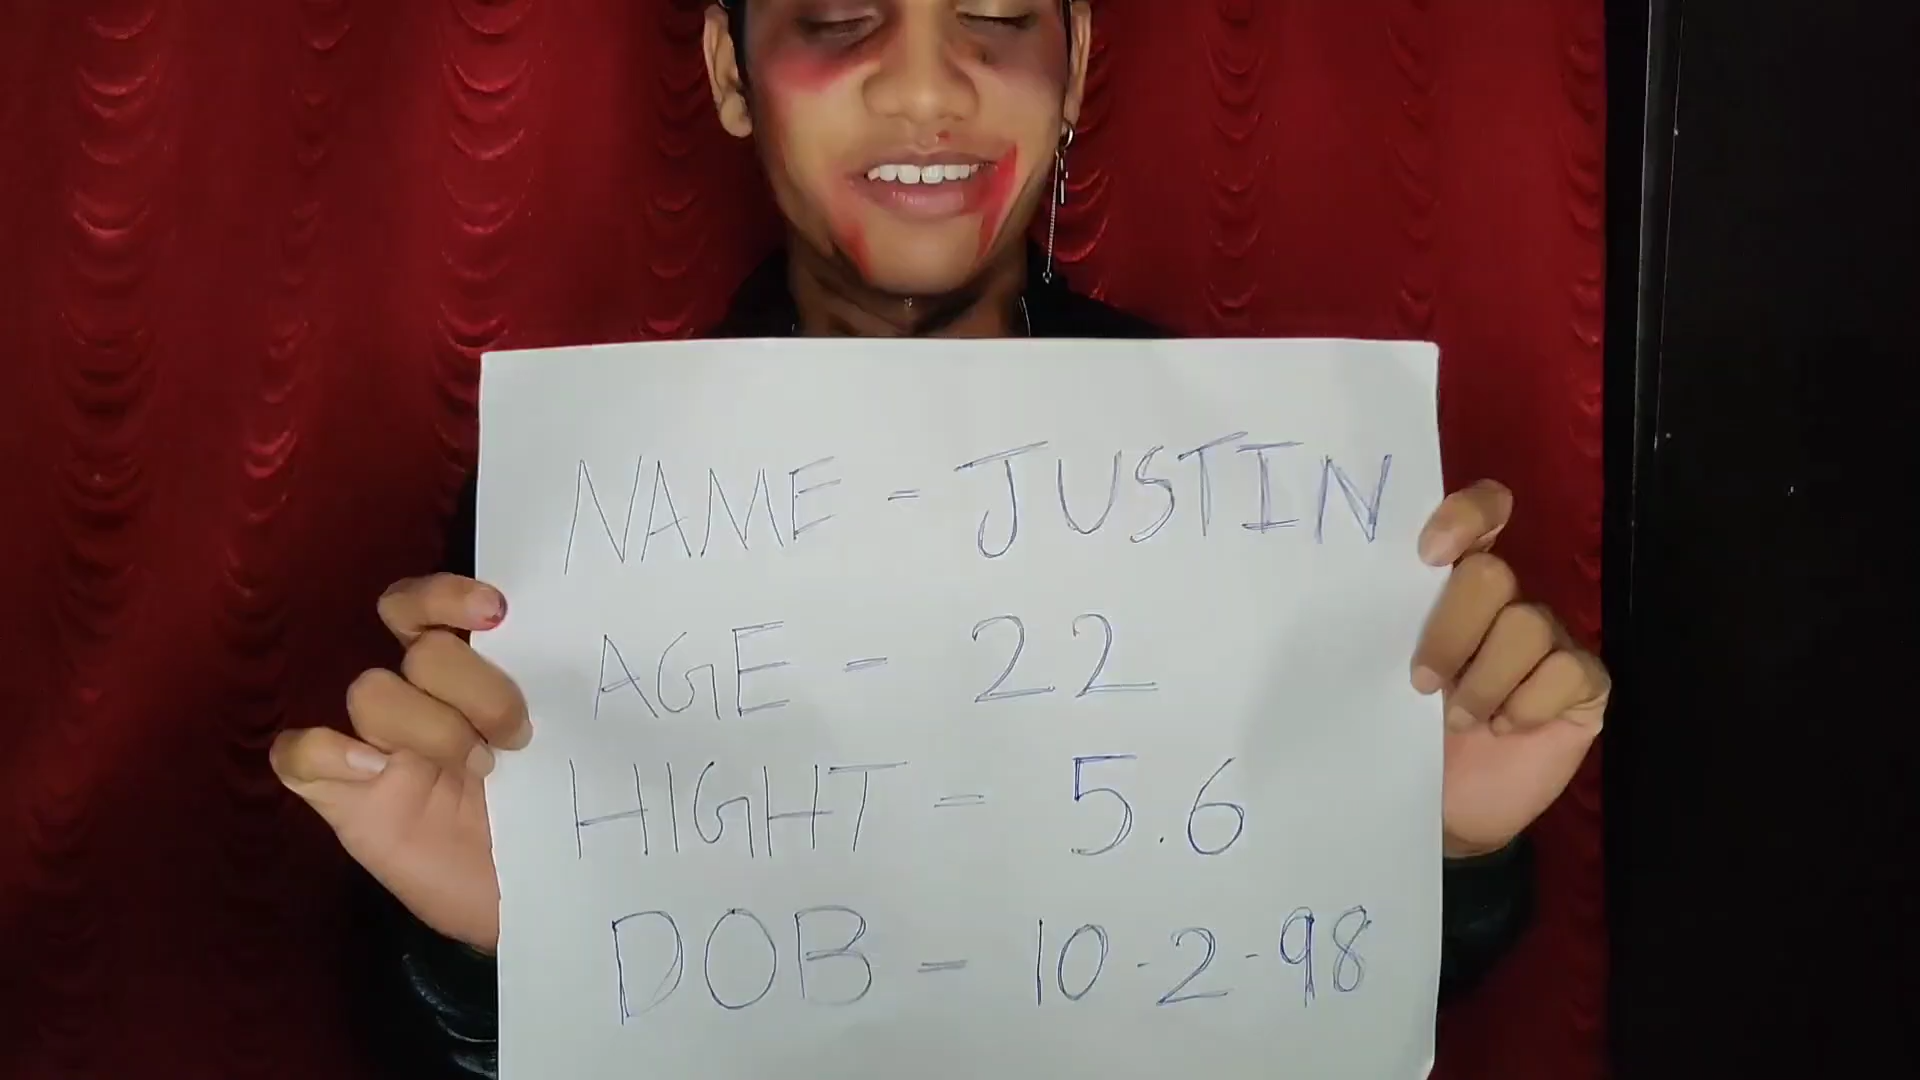 NAME = JUSTIN
AGE = 22
HIGHT = 5.6
DOB = 10-2-98